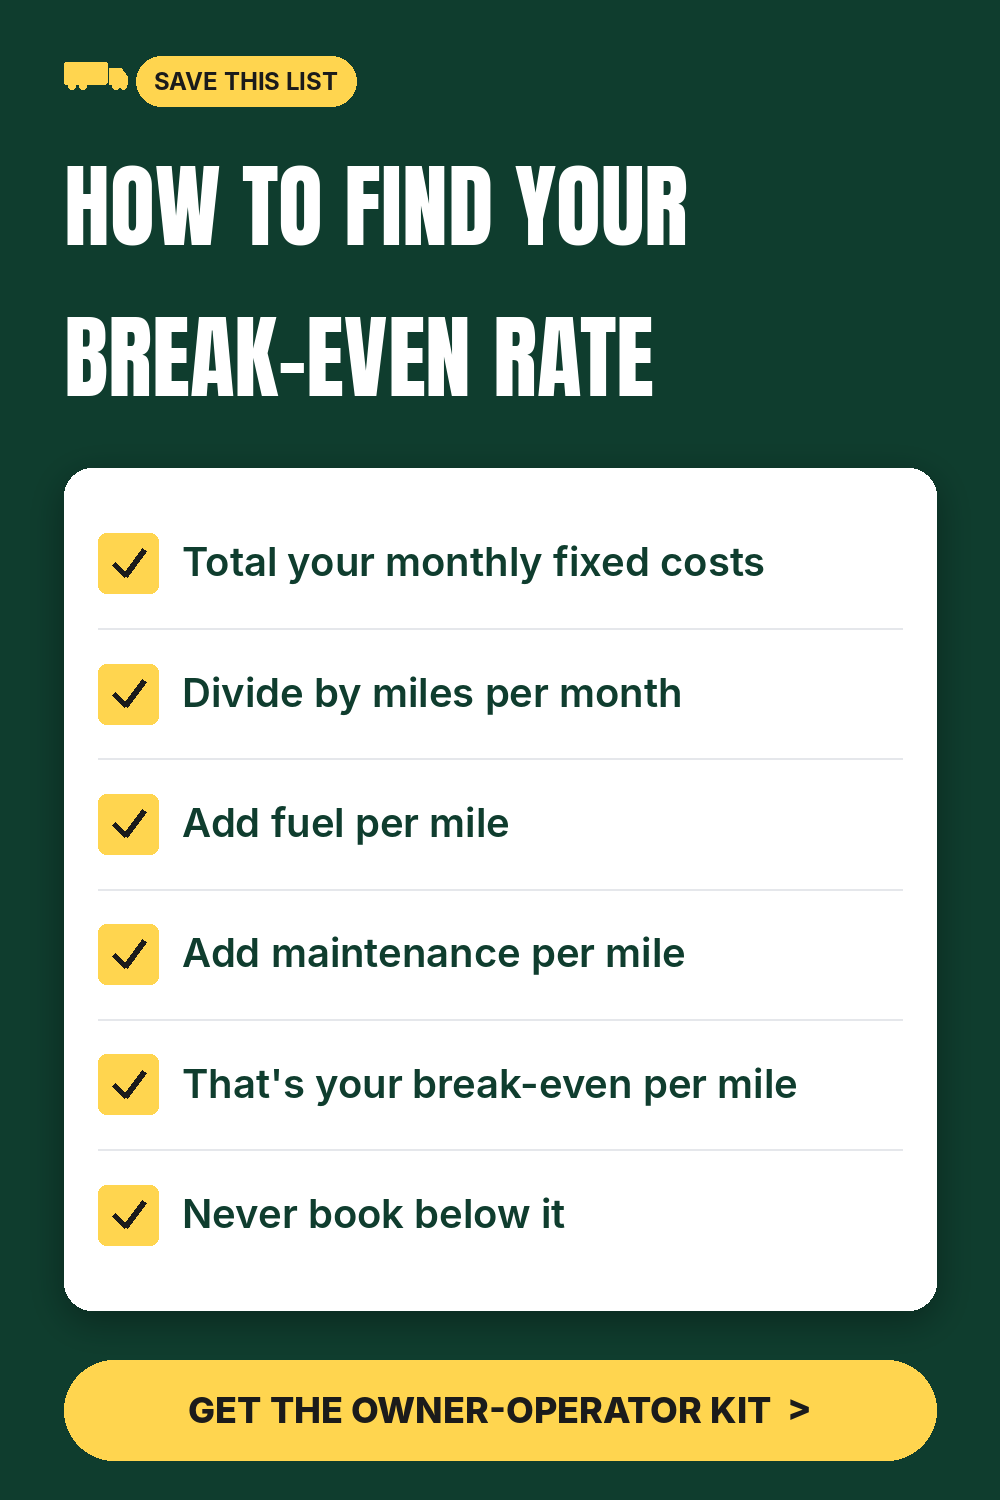 SAVE THIS LIST
HOW TO FIND YOUR
BREAK-EVEN RATE
Total your monthly fixed costs
Divide by miles per month
Add fuel per mile
Add maintenance per mile
That's your break-even per mile
Never book below it
GET THE OWNER-OPERATOR KIT >